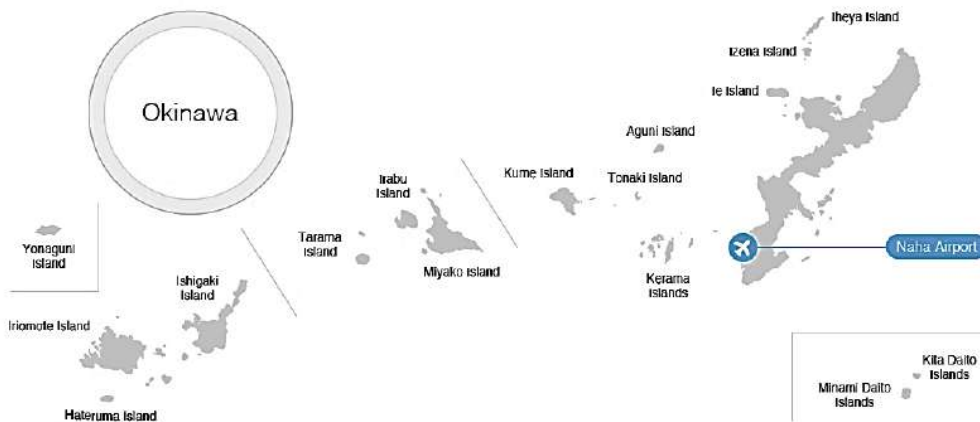 Iheya Island
Izena Island
Ie Island
Okinawa
Aguni Island
Kume Island
Tonaki Island
Irabu
Island
Yonaguni
Island
Tarama
Island
Miyako Island
Naha Airport
Kerama
Islands
Ishigaki
Island
Iriomote Island
Hateruma Island
Kita Daito
Islands
Minami Daito
Islands